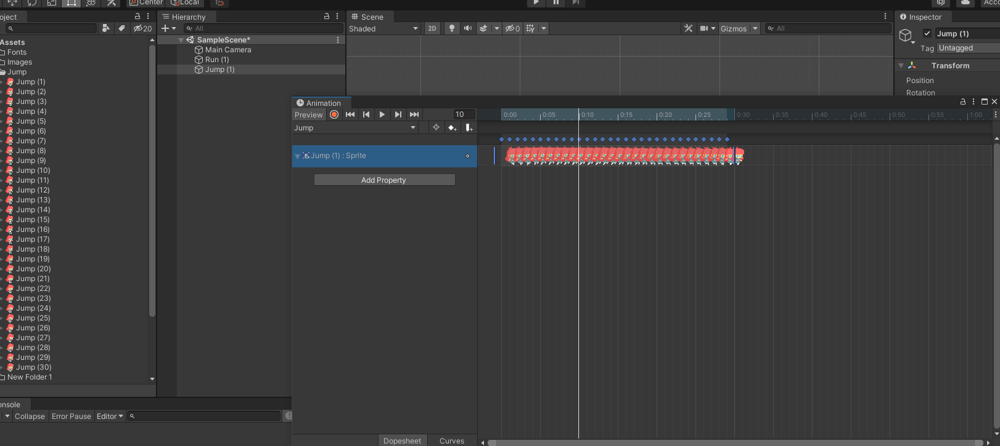 Center
Local
oject
20
Assets
Fonts
Images
Jump
Jump (1)
Jump (2)
Jump (3)
Jump (4)
Jump (5)
Jump (6)
Jump (7)
Jump (8)
Jump (9)
Jump (10)
Jump (11)
Jump (12)
Jump (13)
Jump (14)
Jump (15)
Jump (16)
Jump (17)
Jump (18)
Jump (19)
Jump (20)
Jump (21)
Jump (22)
Jump (23)
Jump (24)
Jump (25)
Jump (26)
Jump (27)
Jump (28)
Jump (29)
Jump (30)
New Folder 1
onsole
Collapse
Error Pause
Editor
Hierarchy
All
SampleScene*
Main Camera
Run (1)
Jump (1)
Scene
Shaded
2D
0
Gizmos
All
Acco
Inspector
Jump (1)
Tag Untagged
Transform
Position
Rotation
Animation
Preview
10
0:00 0:05 0:10 0:15 0:20 0:25 0:30 0:35 0:40 0:45 0:50 0:55 1:00
Jump
Jump (1) : Sprite
Add Property
Dopesheet
Curves